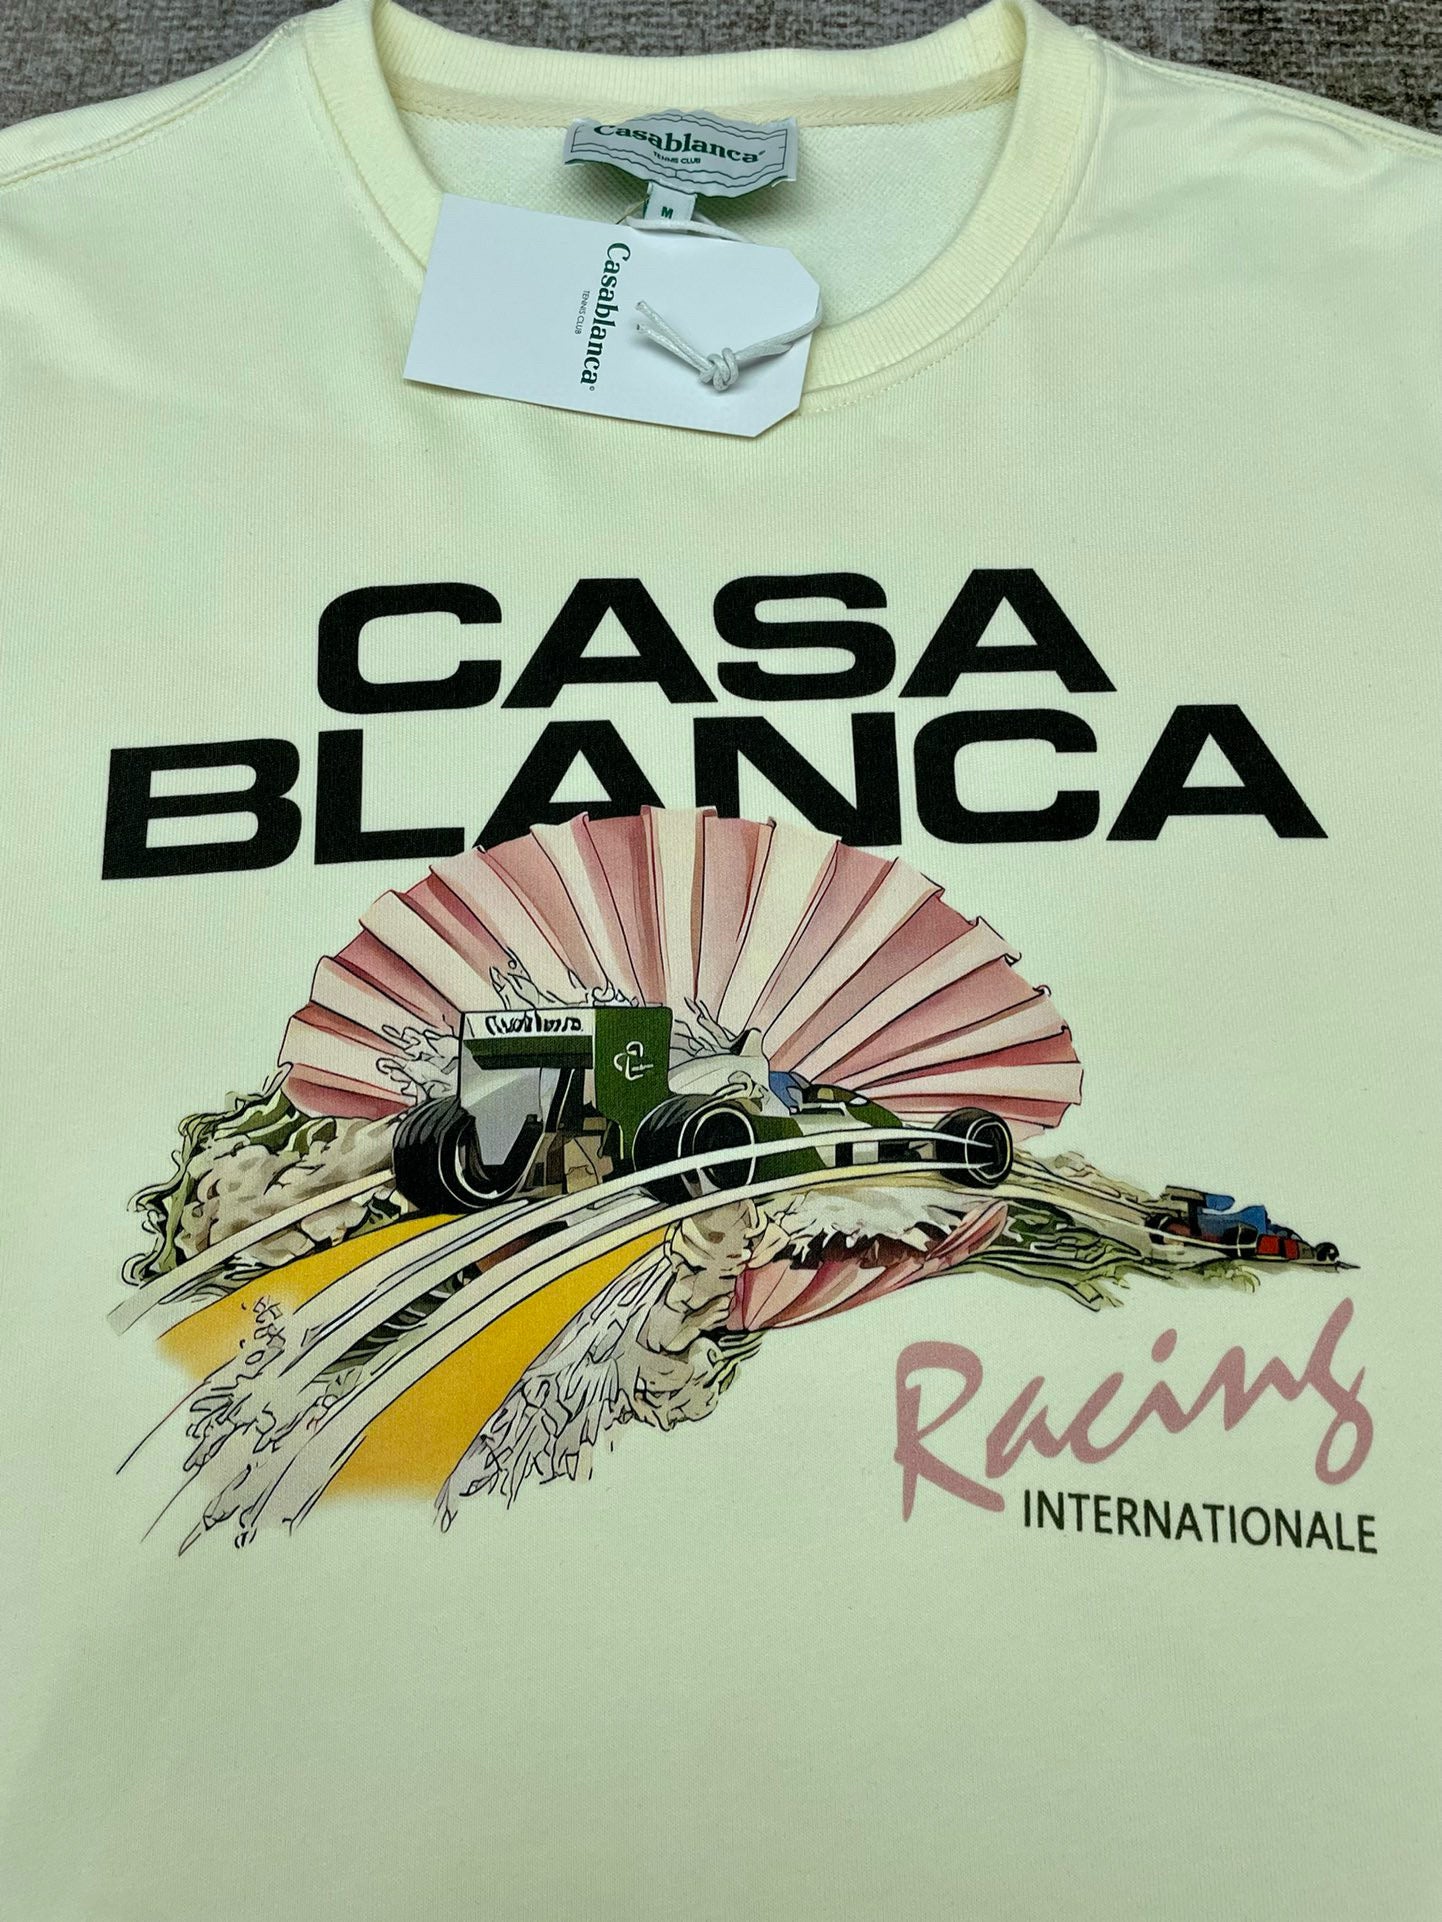 Casablanca
TENNIS CLUB
M
Casablanca
TENNIS CLUB
CASA
BLANCA
Racing
INTERNATIONALE